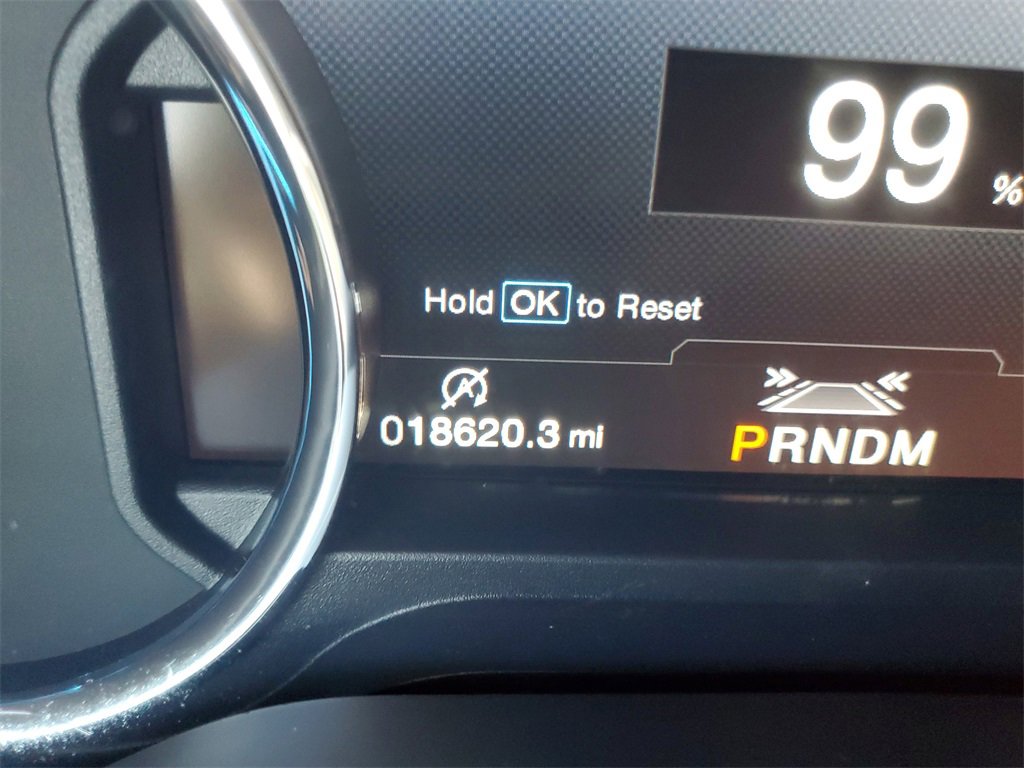 99 %
Hold OK to Reset
018620.3 mi
PRNDM